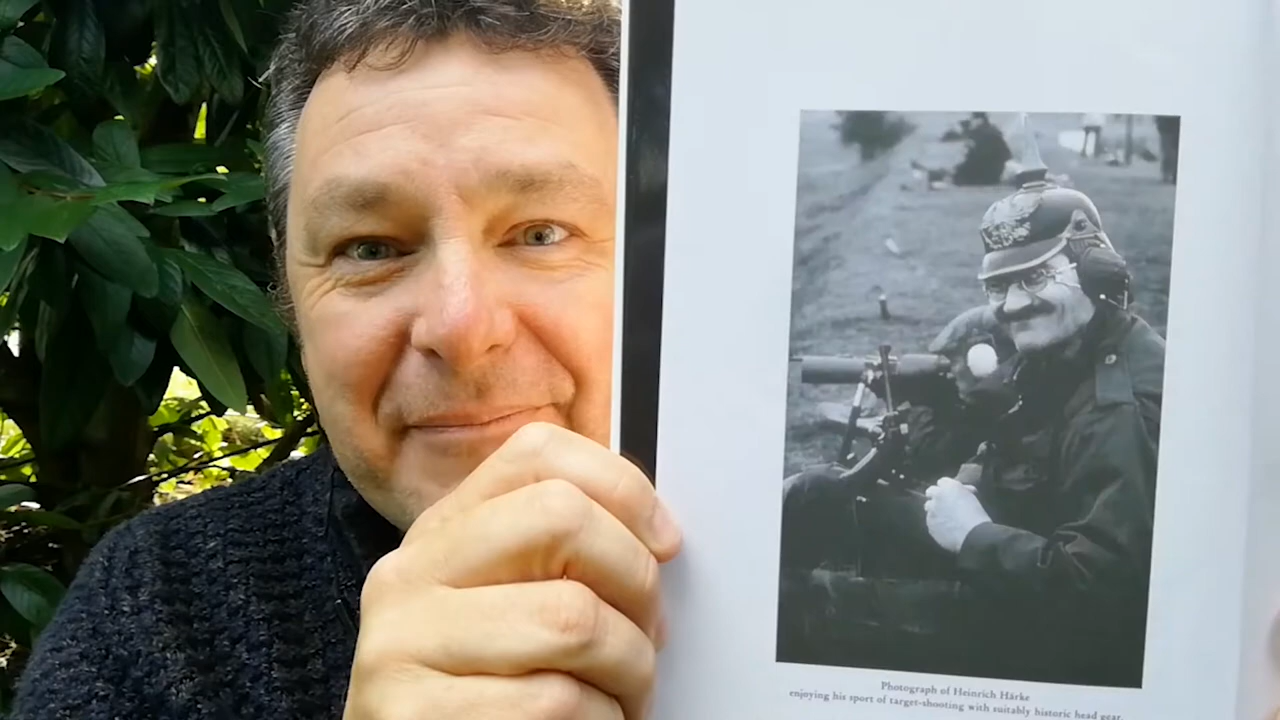 Photograph of Heinrich Härke
enjoying his sport of target-shooting with suitably historic head gear.